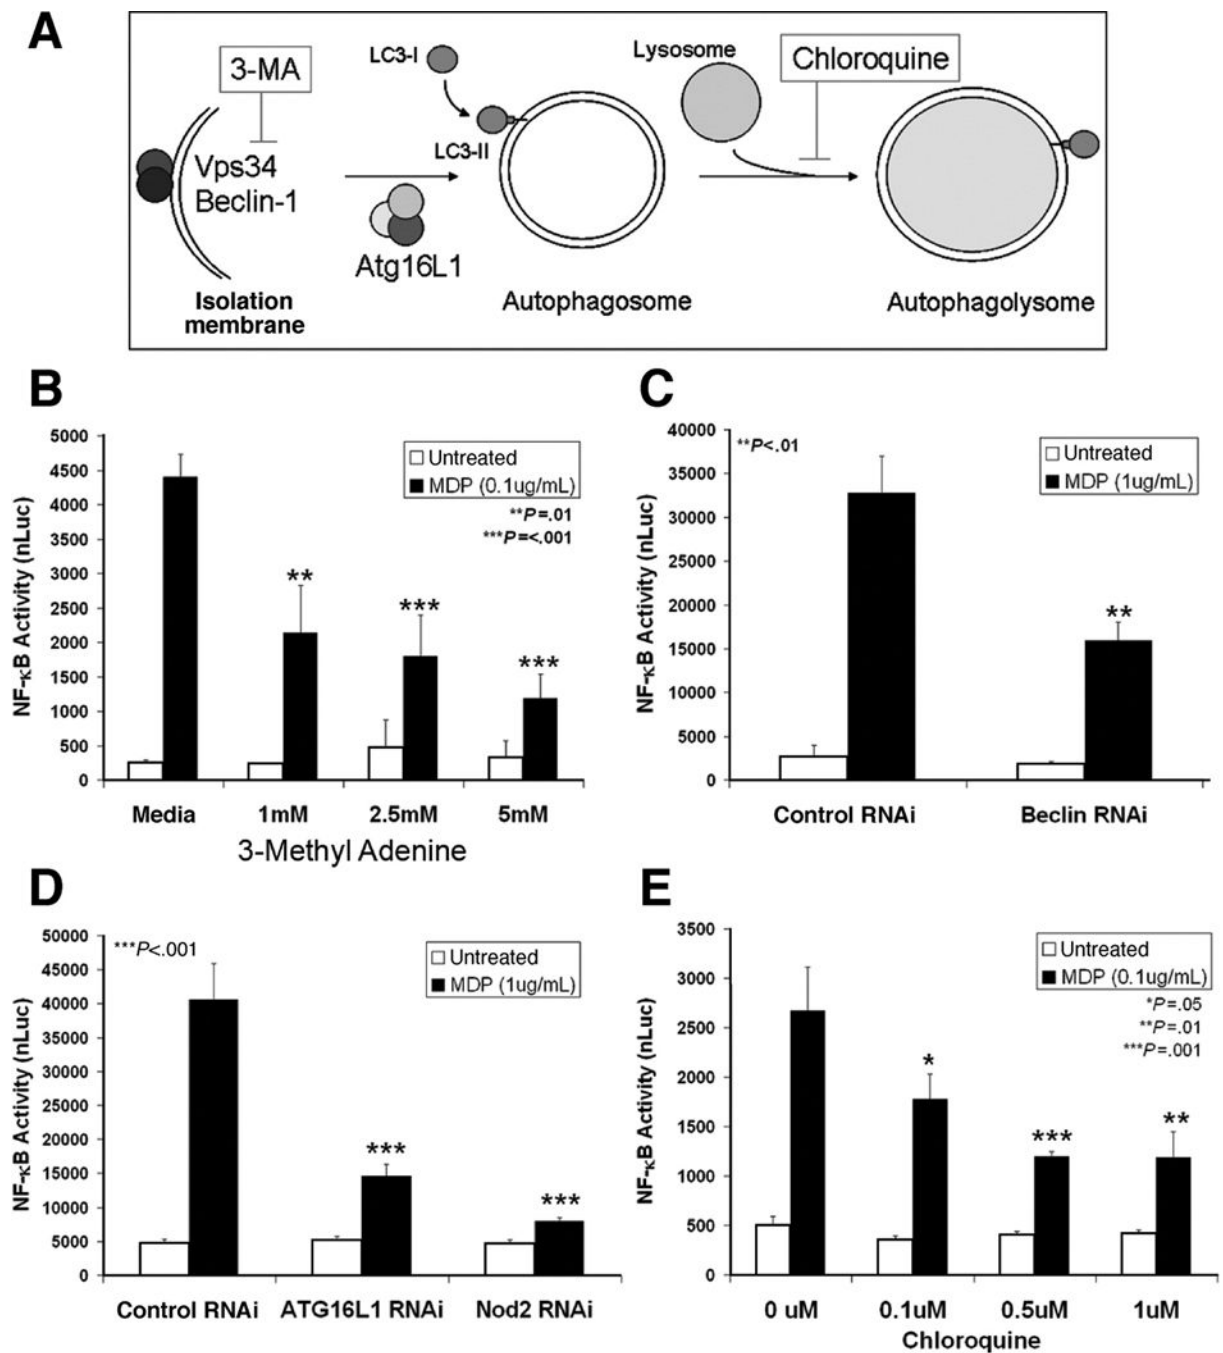 A
3-MA
Vps34
Beclin-1
Isolation
membrane
LC3-I
LC3-II
Atg16L1
Autophagosome
Lysosome
Chloroquine
Autophagolysome
B
NF-κB Activity (nLuc)
5000
4500
4000
3500
3000
2500
2000
1500
1000
500
0
Untreated
MDP (0.1ug/mL)
**P=.01
***P=<.001
**
***
***
Media 1mM 2.5mM 5mM
3-Methyl Adenine
C
NF-κB Activity (nLuc)
40000
35000
30000
25000
20000
15000
10000
5000
0
**P<.01
Untreated
MDP (1ug/mL)
**
Control RNAi Beclin RNAi
D
NF-κB Activity (nLuc)
50000
45000
40000
35000
30000
25000
20000
15000
10000
5000
0
***P<.001
Untreated
MDP (1ug/mL)
***
***
Control RNAi ATG16L1 RNAi Nod2 RNAi
E
NF-κB Activity (nLuc)
3500
3000
2500
2000
1500
1000
500
0
Untreated
MDP (0.1ug/mL)
*P=.05
**P=.01
***P=.001
*
***
**
0 uM 0.1uM 0.5uM 1uM
Chloroquine